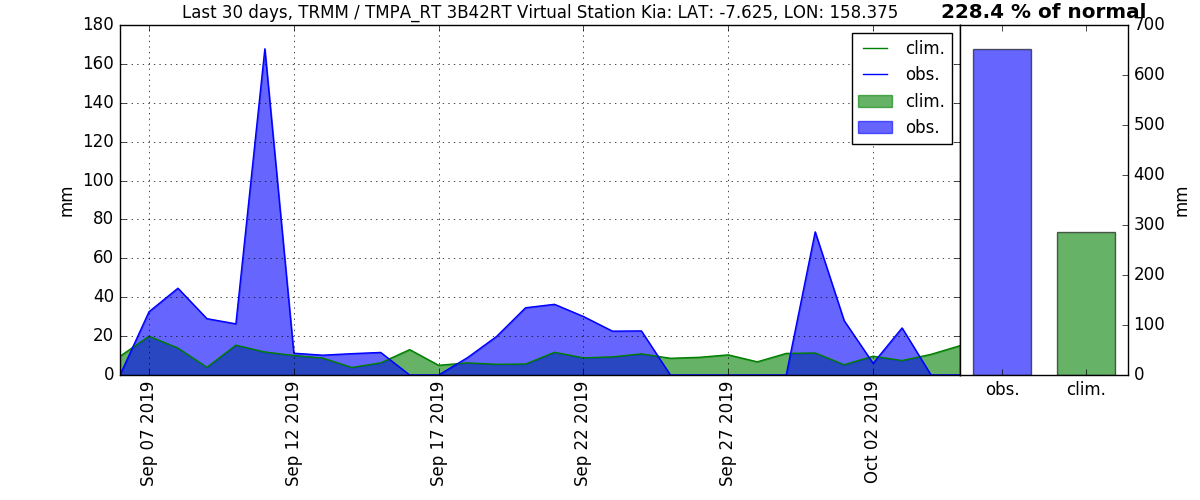 Last 30 days, TRMM / TMPA_RT 3B42RT Virtual Station Kia: LAT: -7.625, LON: 158.375
228.4 % of normal
180
160
140
120
100
80
60
40
20
0
mm
clim.
obs.
clim.
obs.
Sep 07 2019
Sep 12 2019
Sep 17 2019
Sep 22 2019
Sep 27 2019
Oct 02 2019
700
600
500
400
300
200
100
0
mm
obs.
clim.